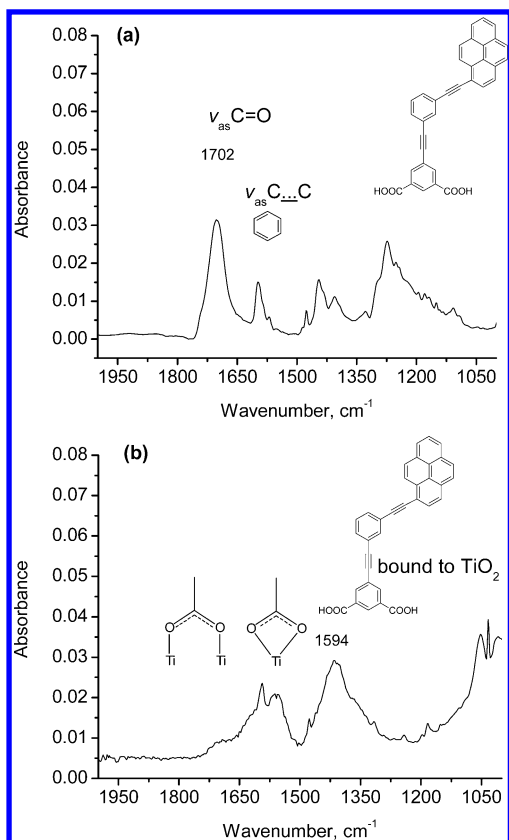 (a)
0.08
0.07
0.06
0.05
0.04
0.03
0.02
0.01
0.00
Absorbance
νasC=O
1702
νasC...C
HOOC
COOH
1950 1800 1650 1500 1350 1200 1050
Wavenumber, cm-1
(b)
0.08
0.07
0.06
0.05
0.04
0.03
0.02
0.01
0.00
Absorbance
bound to TiO2
HOOC
COOH
O O
Ti Ti
O O
Ti
1594
1950 1800 1650 1500 1350 1200 1050
Wavenumber, cm-1